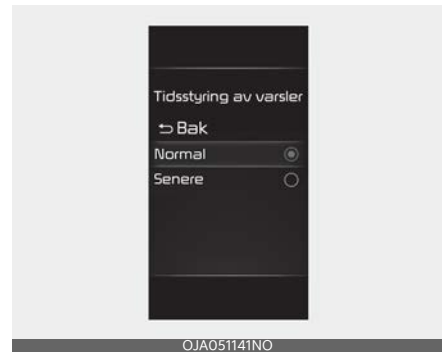 Tidsstyring av varsler
Bak
Normal
Senere
OJA051141NO